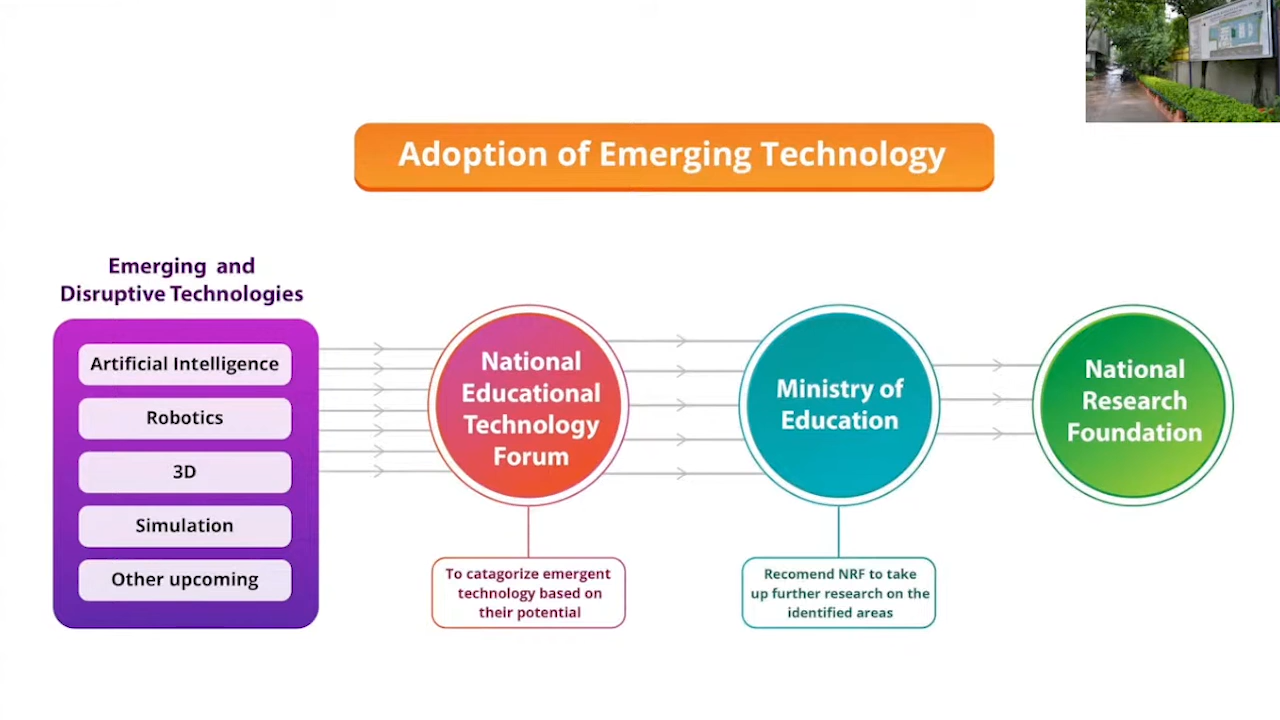 Adoption of Emerging Technology
Emerging and
Disruptive Technologies
Artificial Intelligence
Robotics
3D
Simulation
Other upcoming
National
Educational
Technology
Forum
To catagorize emergent
technology based on
their potential
Ministry of
Education
Recomend NRF to take
up further research on the
identified areas
National
Research
Foundation